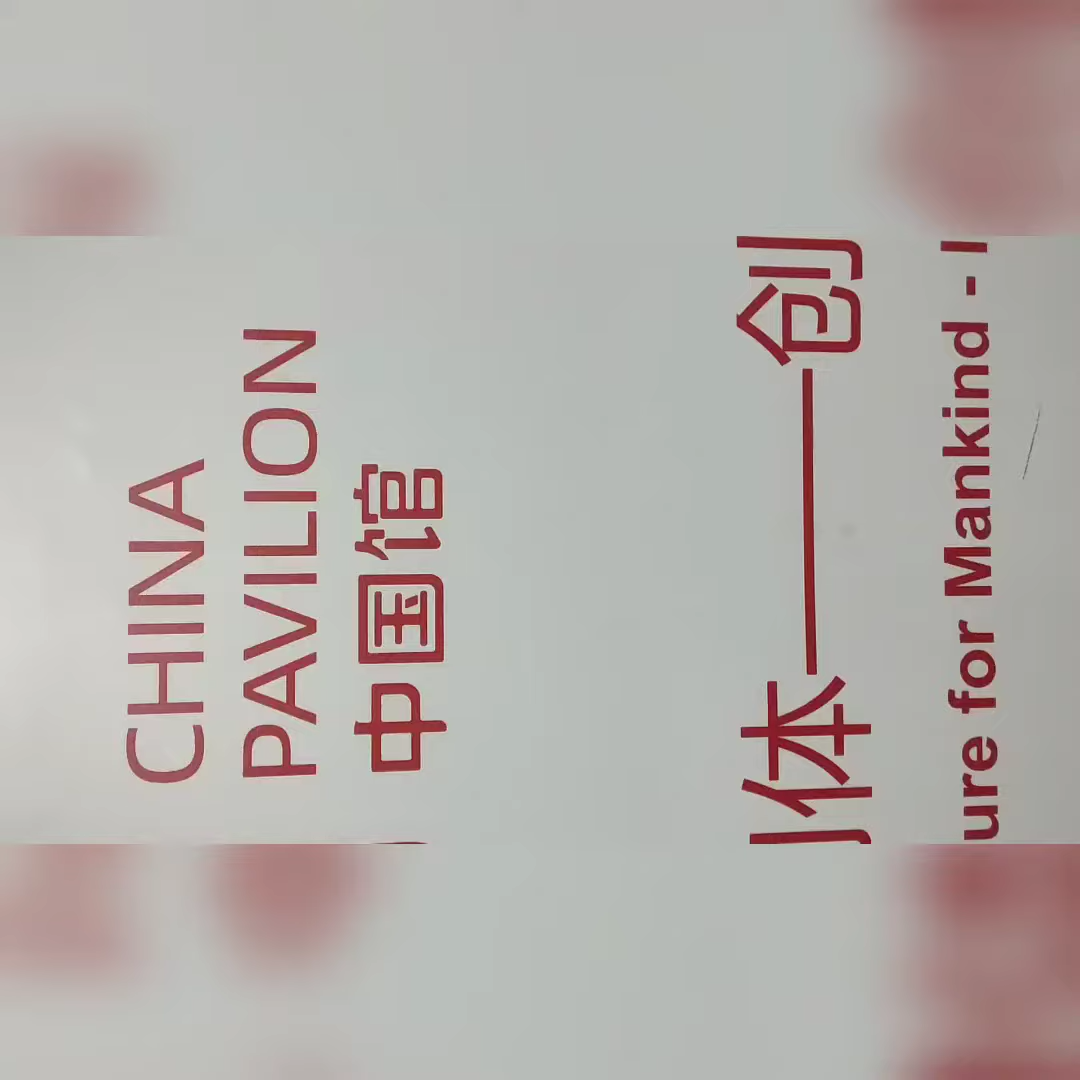 CHINA
PAVILION
中国馆
体——创
ure for Mankind - I